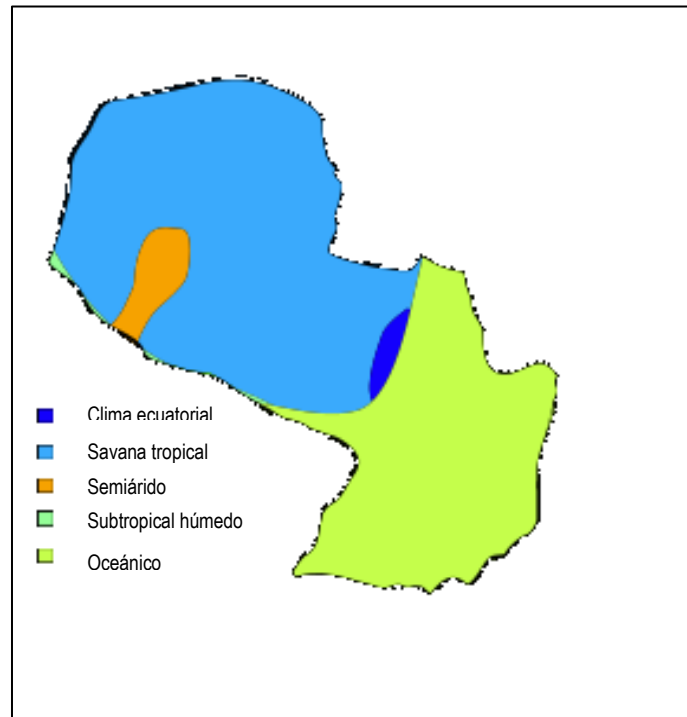 Clima ecuatorial
Savana tropical
Semiárido
Subtropical húmedo
Oceánico